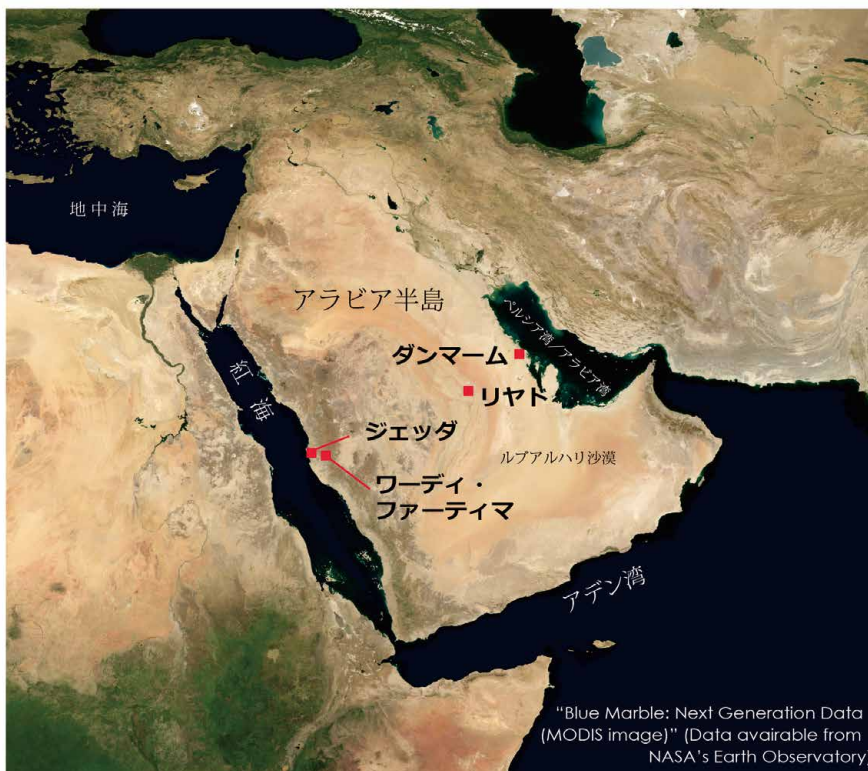 地中海
アラビア半島
ペルシア湾／アラビア湾
ダンマーム
リヤド
紅海
ジェッダ
ルブアルハリ沙漠
ワーディ・
ファーティマ
アデン湾
“Blue Marble: Next Generation Data
(MODIS image)” (Data avairable from
NASA’s Earth Observatory